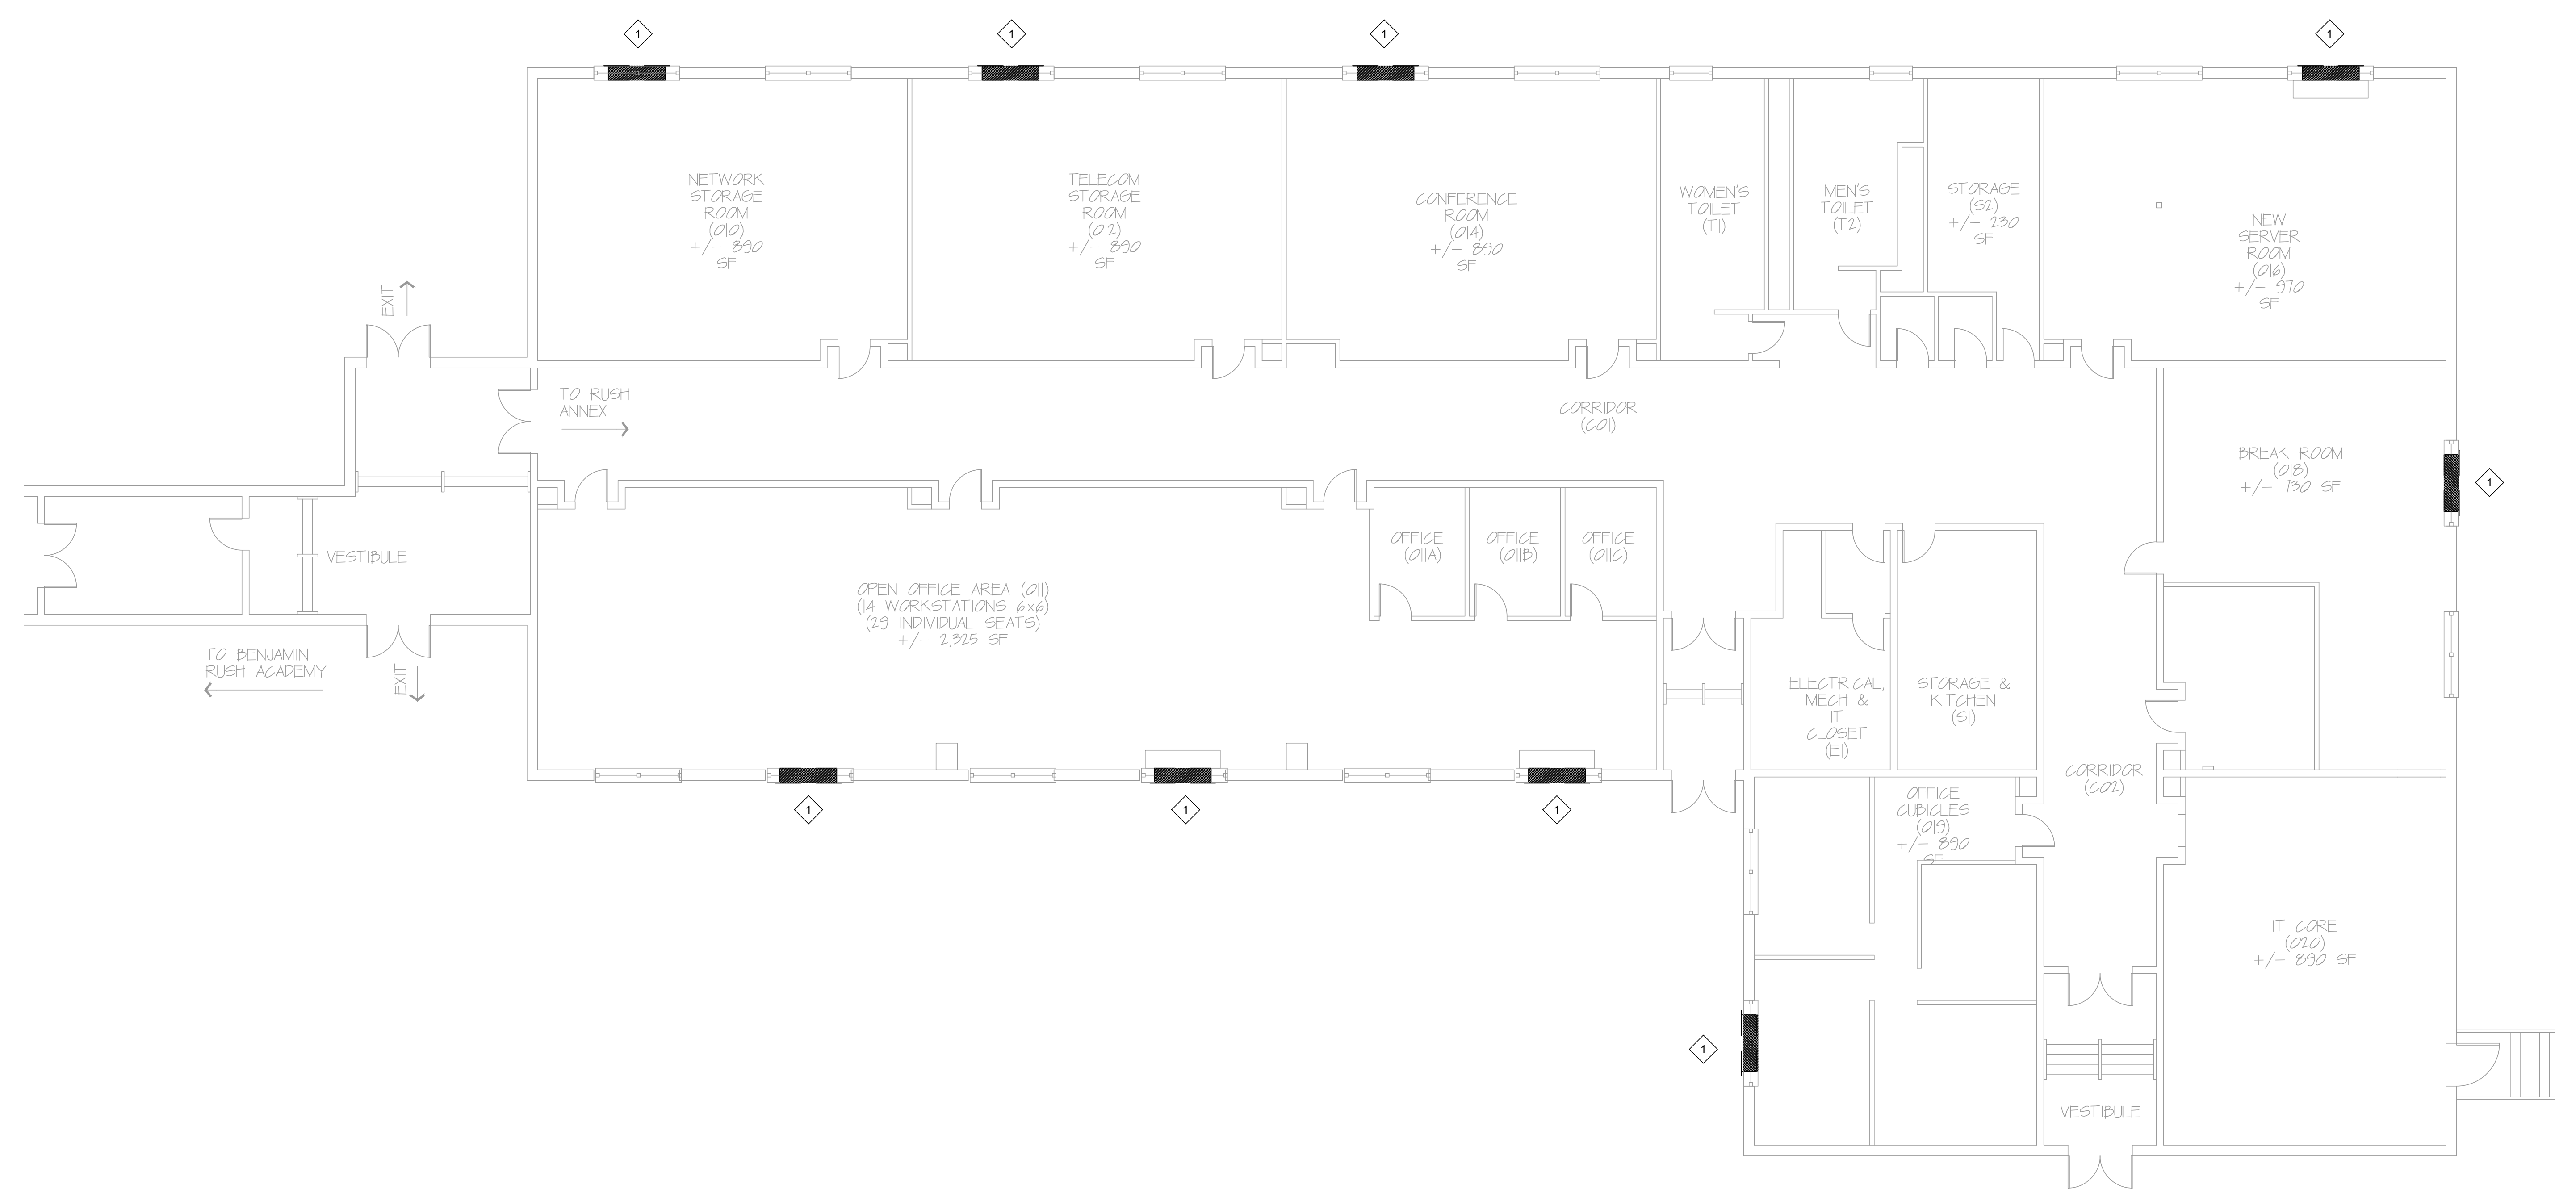 1
1
1
1
NETWORK
STORAGE
ROOM
(010)
+/- 890
SF
TELECOM
STORAGE
ROOM
(012)
+/- 890
SF
CONFERENCE
ROOM
(014)
+/- 890
SF
WOMEN'S
TOILET
(T1)
MEN'S
TOILET
(T2)
STORAGE
(S2)
+/- 230
SF
NEW
SERVER
ROOM
(016)
+/- 970
SF
EXIT
TO RUSH
ANNEX
CORRIDOR
(C01)
BREAK ROOM
(018)
+/- 730 SF
1
VESTIBULE
OFFICE
(011A)
OFFICE
(011B)
OFFICE
(011C)
OPEN OFFICE AREA (011)
(14 WORKSTATIONS 6x6)
(29 INDIVIDUAL SEATS)
+/- 2,325 SF
TO BENJAMIN
RUSH ACADEMY
EXIT
ELECTRICAL,
MECH &
IT
CLOSET
(E1)
STORAGE &
KITCHEN
(S1)
CORRIDOR
(C02)
1
1
1
OFFICE
CUBICLES
(019)
+/- 890
SF
IT CORE
(020)
+/- 890 SF
1
VESTIBULE